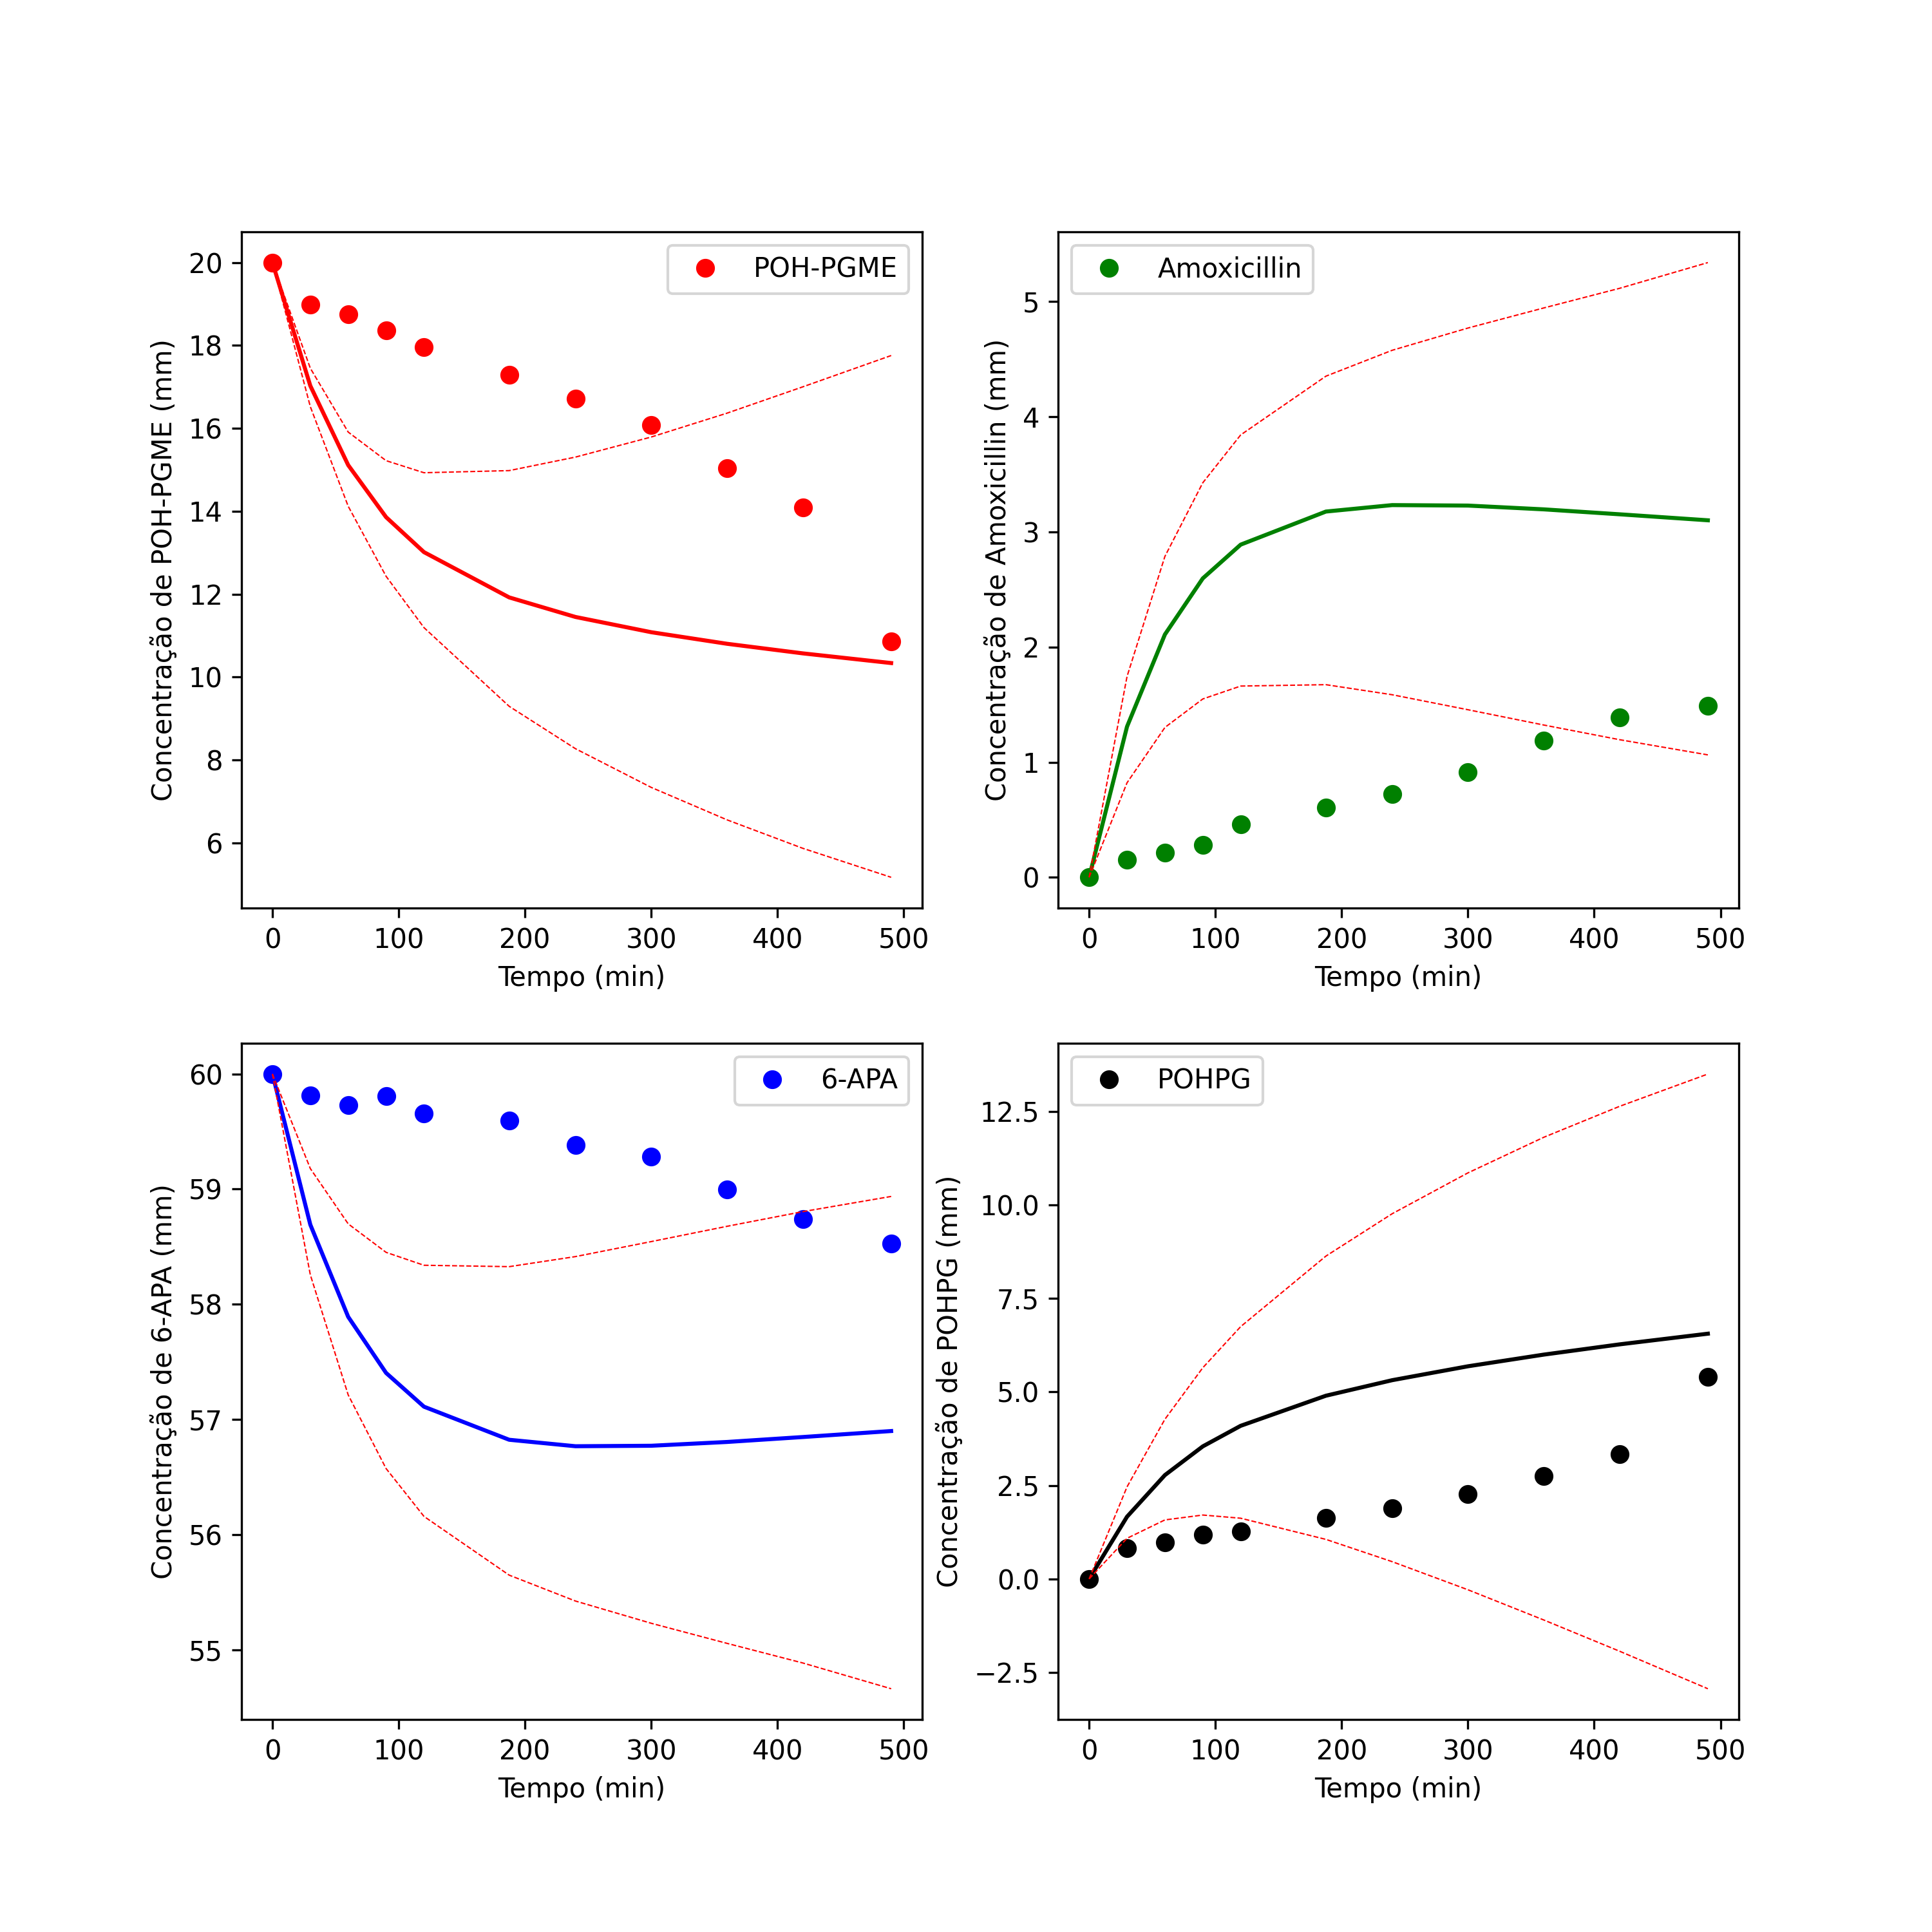 POH-PGME
20
18
16
14
12
10
8
6
Concentração de POH-PGME (mm)
0 100 200 300 400 500
Tempo (min)
Amoxicillin
5
4
3
2
1
0
Concentração de Amoxicillin (mm)
0 100 200 300 400 500
Tempo (min)
6-APA
60
59
58
57
56
55
Concentração de 6-APA (mm)
0 100 200 300 400 500
Tempo (min)
POHPG
12.5
10.0
7.5
5.0
2.5
0.0
−2.5
Concentração de POHPG (mm)
0 100 200 300 400 500
Tempo (min)